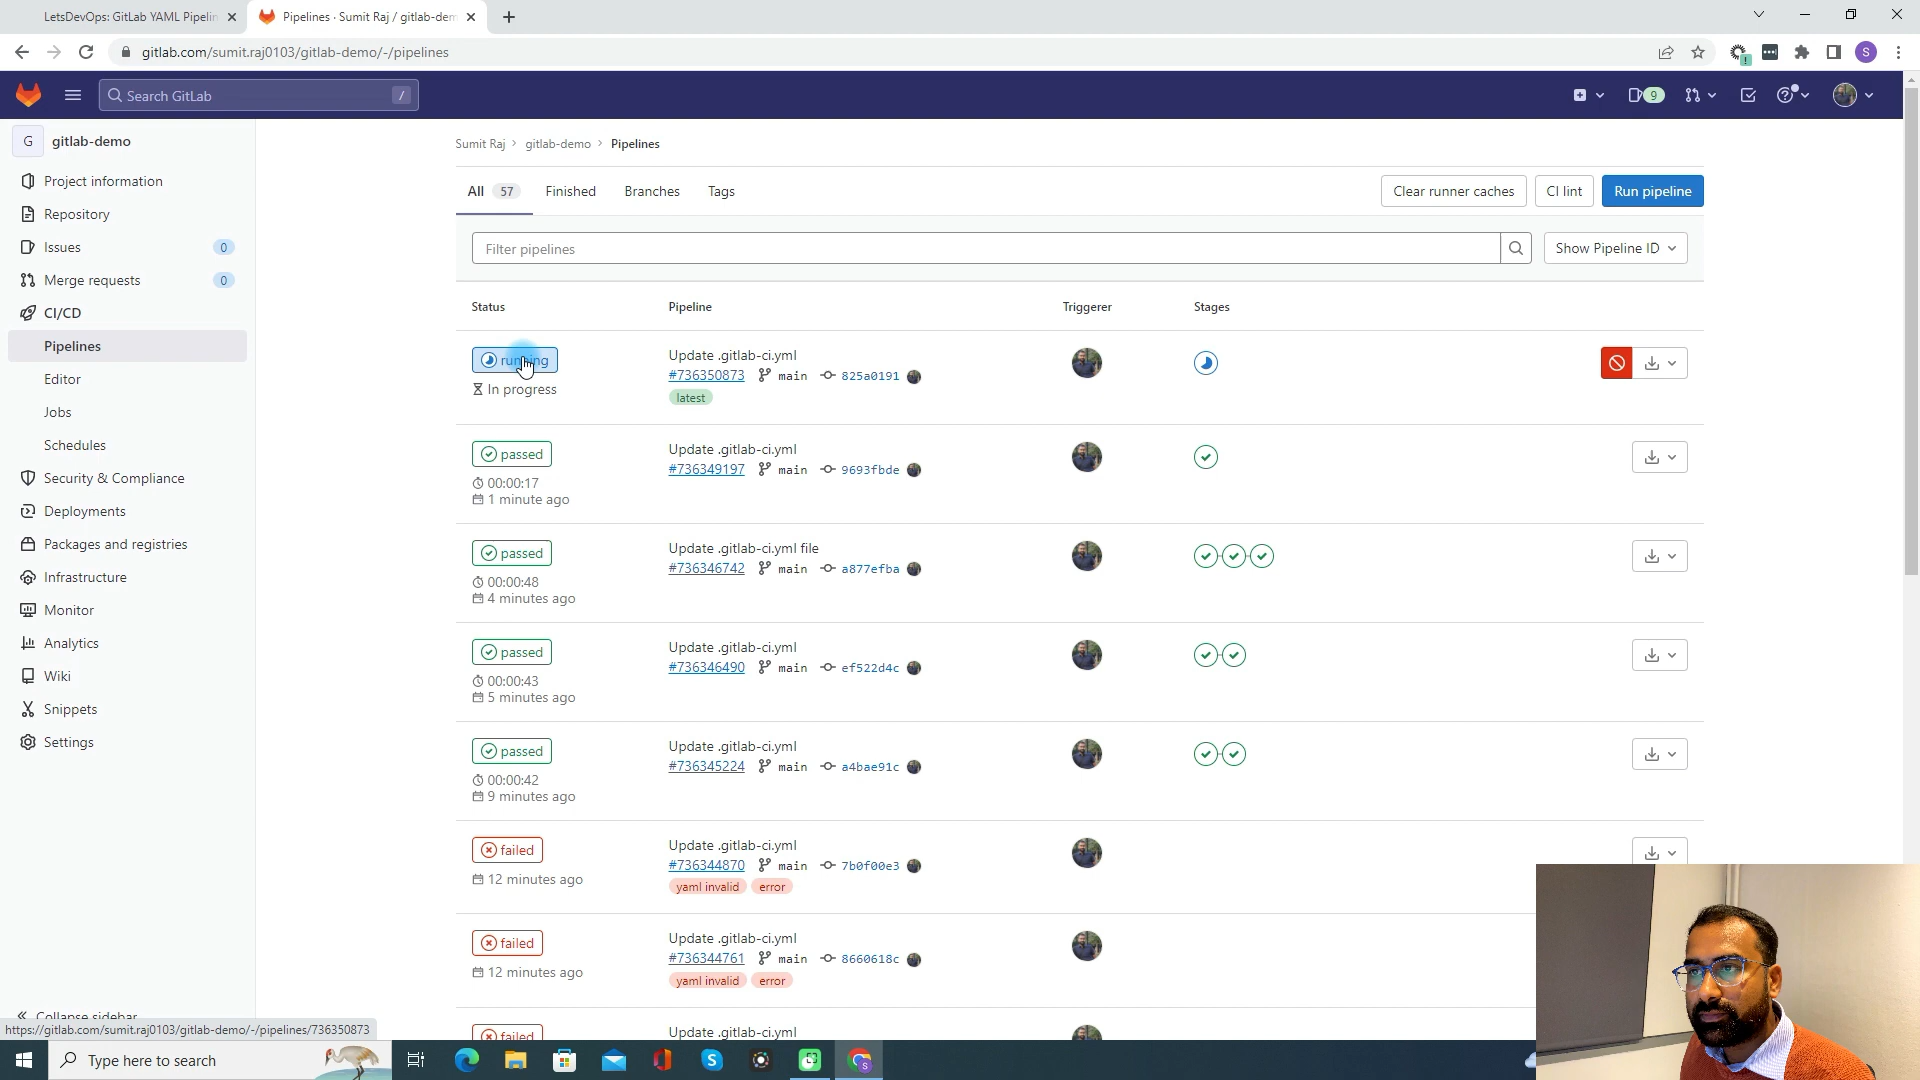 LetsDevOps: GitLab YAML Pipelin
Pipelines · Sumit Raj / gitlab-dem
gitlab.com/sumit.raj0103/gitlab-demo/-/pipelines
S
Search GitLab
/
9
G gitlab-demo
Project information
Repository
Issues 0
Merge requests 0
CI/CD
Pipelines
Editor
Jobs
Schedules
Security & Compliance
Deployments
Packages and registries
Infrastructure
Monitor
Analytics
Wiki
Snippets
Settings
Collapse sidebar
Sumit Raj > gitlab-demo > Pipelines
All 57 Finished Branches Tags
Clear runner caches CI lint Run pipeline
Filter pipelines
Show Pipeline ID
Status Pipeline Triggerer Stages
running
In progress
Update .gitlab-ci.yml
#736350873 main 825a0191
latest
passed
00:00:17
1 minute ago
Update .gitlab-ci.yml
#736349197 main 9693fbde
passed
00:00:48
4 minutes ago
Update .gitlab-ci.yml file
#736346742 main a877efba
passed
00:00:43
5 minutes ago
Update .gitlab-ci.yml
#736346490 main ef522d4c
passed
00:00:42
9 minutes ago
Update .gitlab-ci.yml
#736345224 main a4bae91c
failed
12 minutes ago
Update .gitlab-ci.yml
#736344870 main 7b0f00e3
yaml invalid error
failed
12 minutes ago
Update .gitlab-ci.yml
#736344761 main 8660618c
yaml invalid error
failed
Update .gitlab-ci.yml
https://gitlab.com/sumit.raj0103/gitlab-demo/-/pipelines/736350873
Type here to search